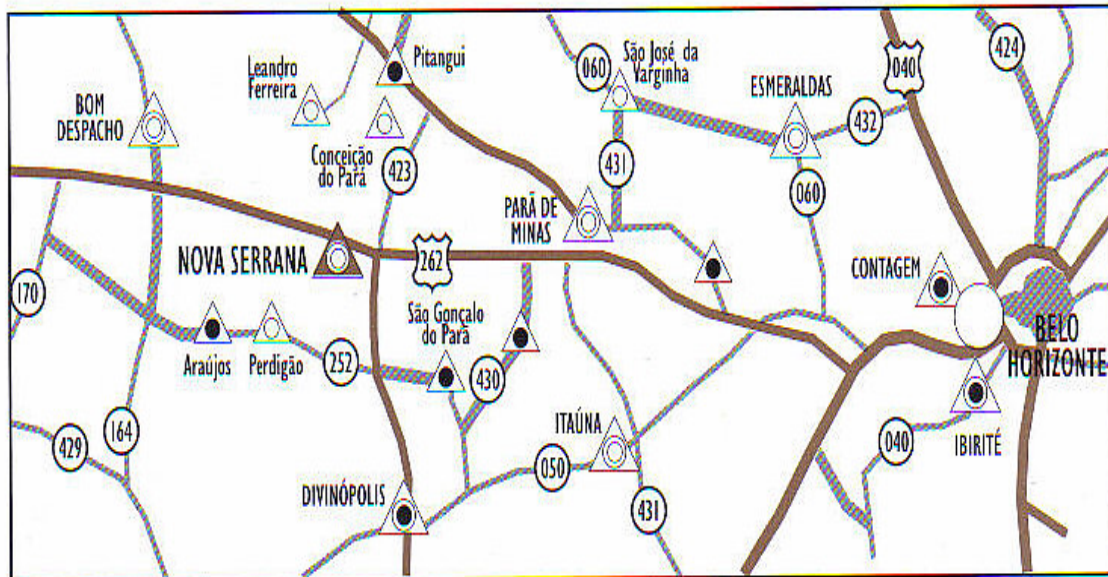 Leandro
Ferreira
Pitangui
060
São José da
Varginha
ESMERALDAS
040
424
BOM
DESPACHO
432
Conceição
do Pará
423
431
060
PARÃ DE
MINAS
NOVA SERRANA
262
CONTAGEM
170
São Gonçalo
do Pará
BELO
HORIZONTE
Araújos
Perdigão
252
430
164
429
ITAÚNA
040
IBIRITÉ
050
DIVINÓPOLIS
431